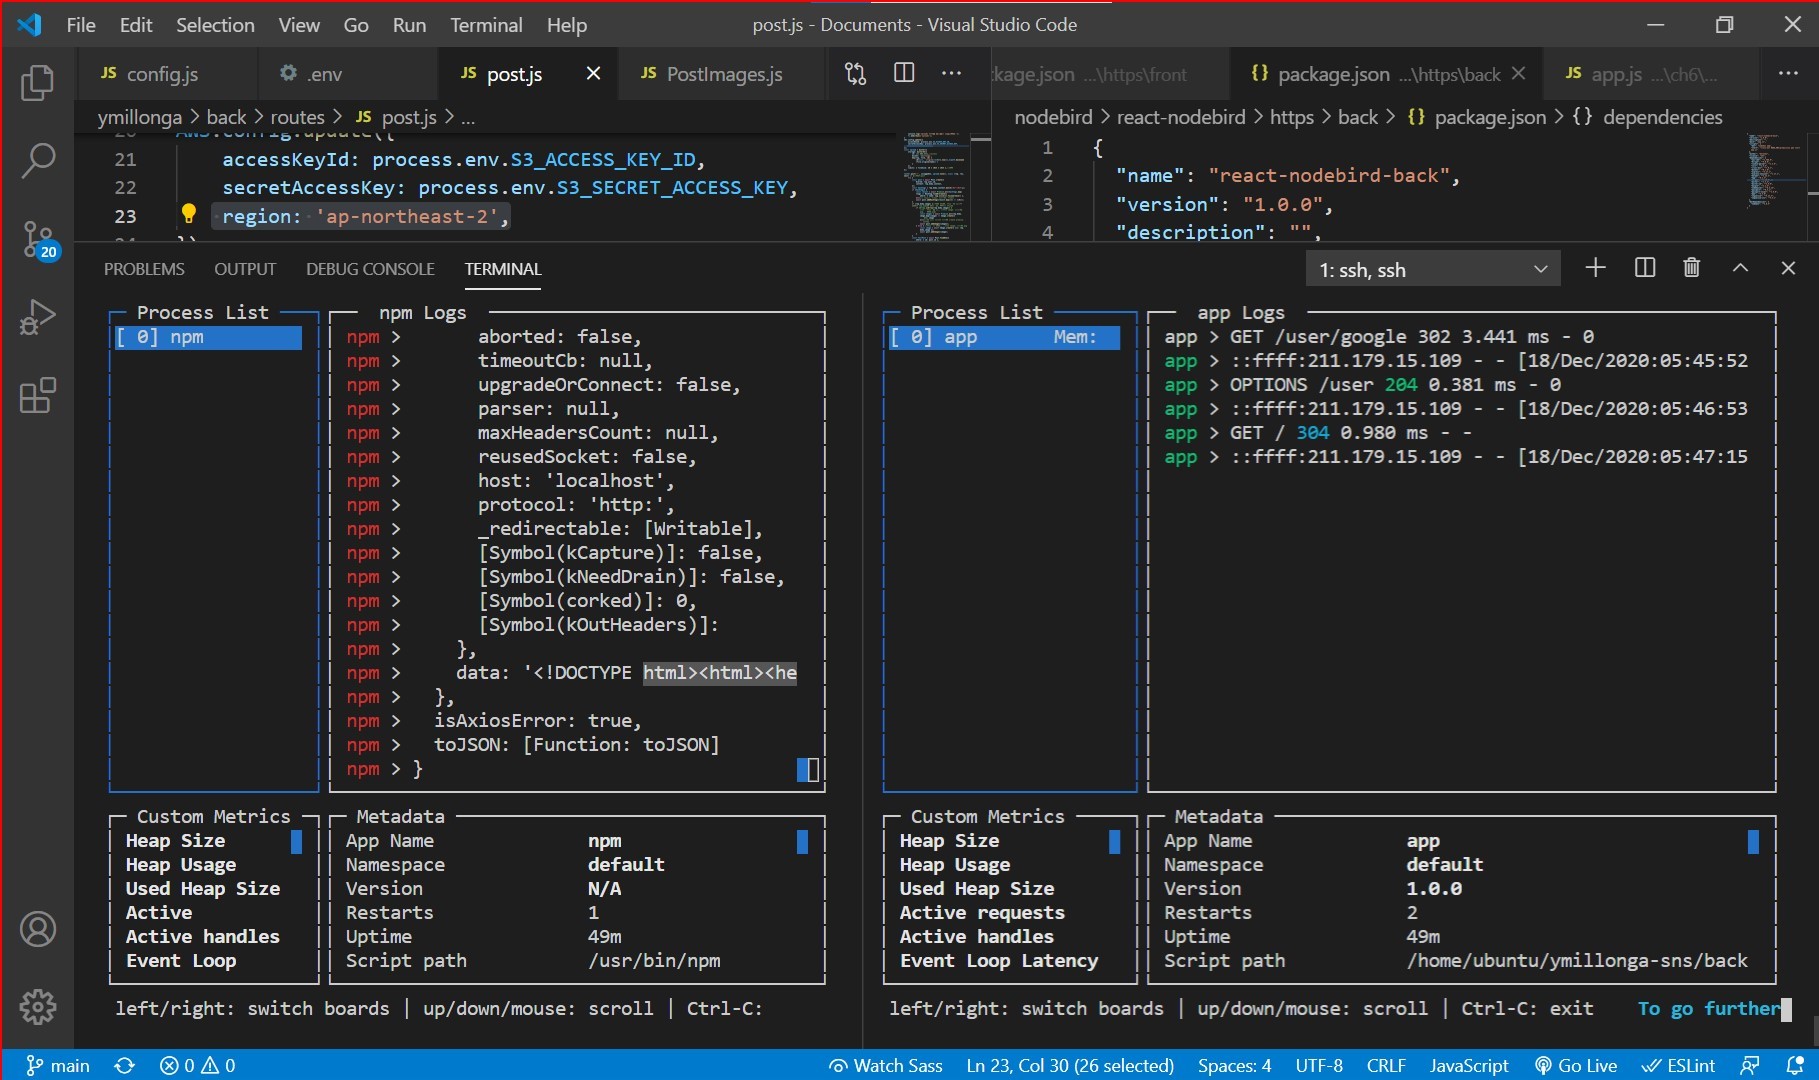 File Edit Selection View Go Run Terminal Help
post.js - Documents - Visual Studio Code
JS config.js
.env
JS post.js
JS PostImages.js
ckage.json ...\https\front
{} package.json ...\https\back
JS app.js ...\ch6\...
ymillonga > back > routes > JS post.js > ...
nodebird > react-nodebird > https > back > {} package.json > {} dependencies
21 accessKeyId: process.env.S3_ACCESS_KEY_ID,
22 secretAccessKey: process.env.S3_SECRET_ACCESS_KEY,
23 region: 'ap-northeast-2',
1 {
2 "name": "react-nodebird-back",
3 "version": "1.0.0",
4 "description": "",
20
PROBLEMS OUTPUT DEBUG CONSOLE TERMINAL
1: ssh, ssh
Process List
[ 0] npm
npm Logs
npm > aborted: false,
npm > timeoutCb: null,
npm > upgradeOrConnect: false,
npm > parser: null,
npm > maxHeadersCount: null,
npm > reusedSocket: false,
npm > host: 'localhost',
npm > protocol: 'http:',
npm > _redirectable: [Writable],
npm > [Symbol(kCapture)]: false,
npm > [Symbol(kNeedDrain)]: false,
npm > [Symbol(corked)]: 0,
npm > [Symbol(kOutHeaders)]:
npm > },
npm > data: '<!DOCTYPE html><html><he
npm > },
npm > isAxiosError: true,
npm > toJSON: [Function: toJSON]
npm > }
Custom Metrics
Heap Size
Heap Usage
Used Heap Size
Active
Active handles
Event Loop
Metadata
App Name npm
Namespace default
Version N/A
Restarts 1
Uptime 49m
Script path /usr/bin/npm
left/right: switch boards | up/down/mouse: scroll | Ctrl-C:
Process List
[ 0] app Mem:
app Logs
app > GET /user/google 302 3.441 ms - 0
app > ::ffff:211.179.15.109 - - [18/Dec/2020:05:45:52
app > OPTIONS /user 204 0.381 ms - 0
app > ::ffff:211.179.15.109 - - [18/Dec/2020:05:46:53
app > GET / 304 0.980 ms - -
app > ::ffff:211.179.15.109 - - [18/Dec/2020:05:47:15
Custom Metrics
Heap Size
Heap Usage
Used Heap Size
Active requests
Active handles
Event Loop Latency
Metadata
App Name app
Namespace default
Version 1.0.0
Restarts 2
Uptime 49m
Script path /home/ubuntu/ymillonga-sns/back
left/right: switch boards | up/down/mouse: scroll | Ctrl-C: exit To go further
main 0 0 Watch Sass Ln 23, Col 30 (26 selected) Spaces: 4 UTF-8 CRLF JavaScript Go Live ESLint